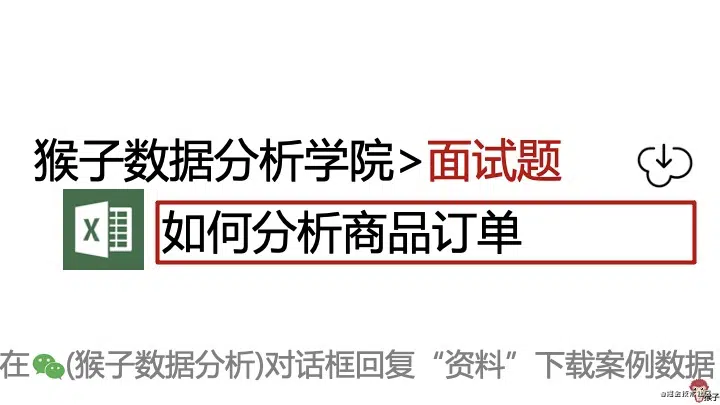 猴子数据分析学院>面试题
X
如何分析商品订单
在(猴子数据分析)对话框回复“资料”下载案例数据
@掘金技术社区
猴子